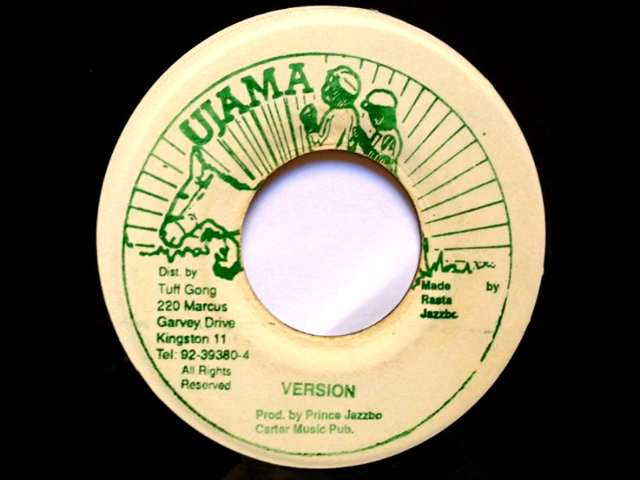 UJAMA
Dist. by
Tuff Gong
220 Marcus
Garvey Drive
Kingston 11
Tel: 92-39380-4
All Rights
Reserved
Made by
Rasta
Jazzbo
VERSION
Prod. by Prince Jazzbo
Carter Music Pub.